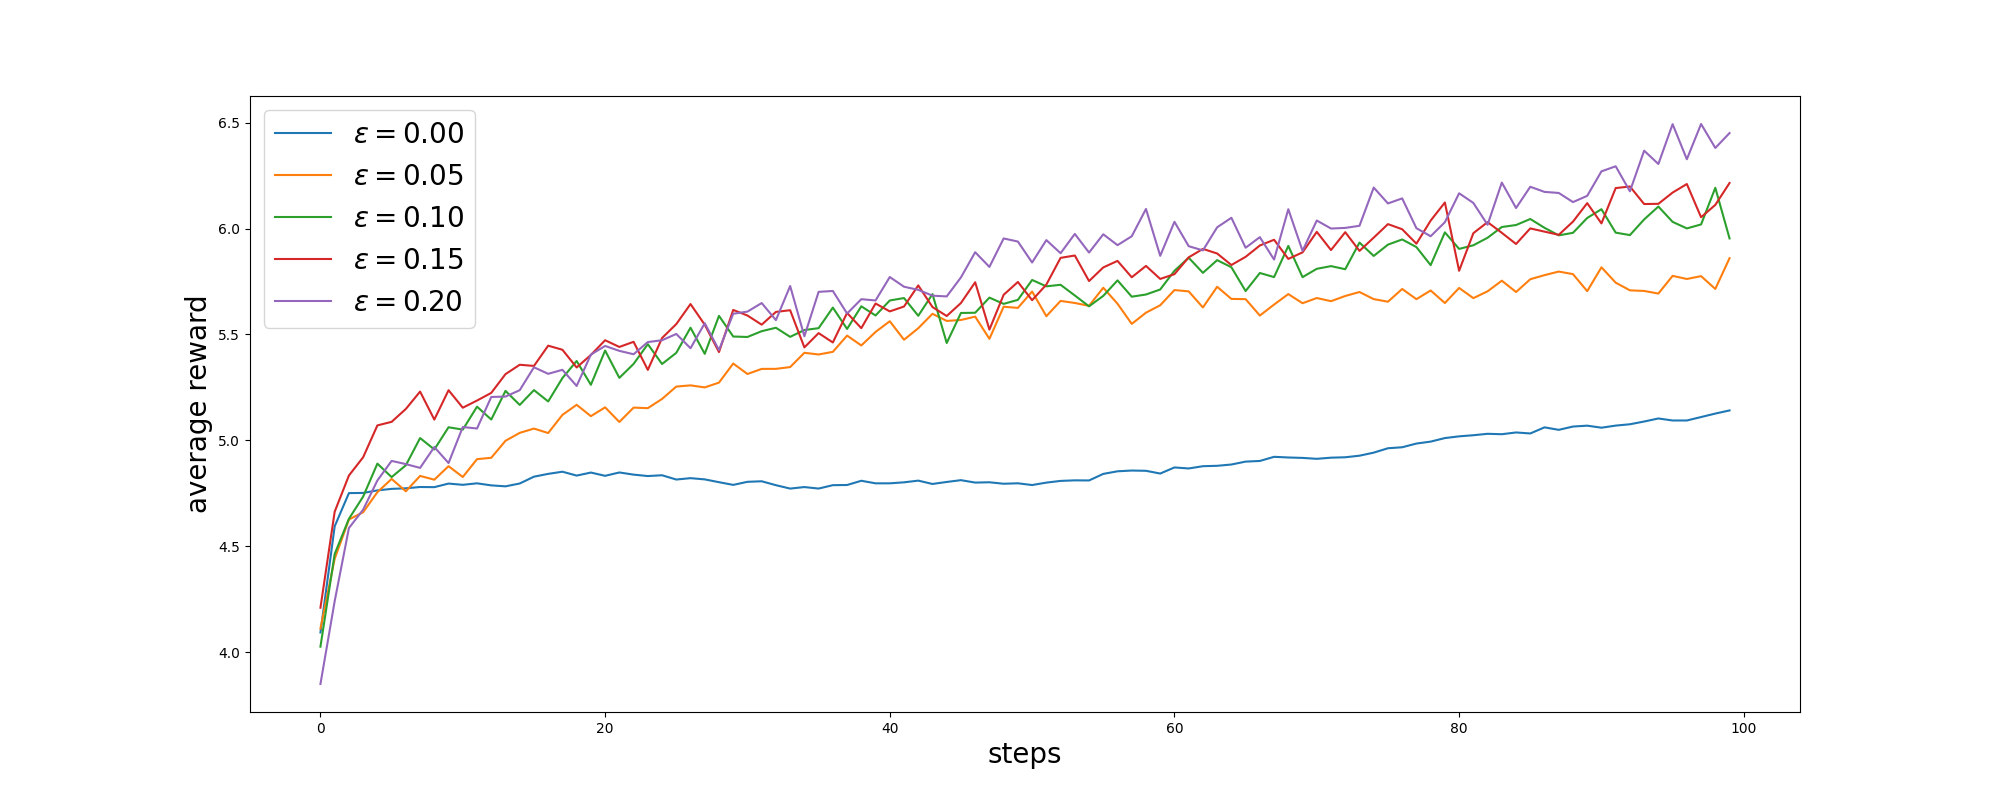 6.5
6.0
5.5
5.0
4.5
4.0
average reward
ε = 0.00
ε = 0.05
ε = 0.10
ε = 0.15
ε = 0.20
0 20 40 60 80 100
steps